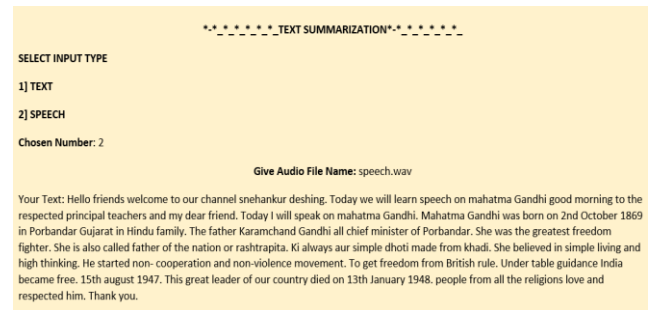 *-*_*_*_*_*_*_TEXT SUMMARIZATION*-*_*_*_*_*_*_
SELECT INPUT TYPE
1] TEXT
2] SPEECH
Chosen Number: 2
Give Audio File Name: speech.wav
Your Text: Hello friends welcome to our channel snehankur deshing. Today we will learn speech on mahatma Gandhi good morning to the
respected principal teachers and my dear friend. Today I will speak on mahatma Gandhi. Mahatma Gandhi was born on 2nd October 1869
in Porbandar Gujarat in Hindu family. The father Karamchand Gandhi all chief minister of Porbandar. She was the greatest freedom
fighter. She is also called father of the nation or rashtrapita. Ki always aur simple dhoti made from khadi. She believed in simple living and
high thinking. He started non- cooperation and non-violence movement. To get freedom from British rule. Under table guidance India
became free. 15th august 1947. This great leader of our country died on 13th January 1948. people from all the religions love and
respected him. Thank you.